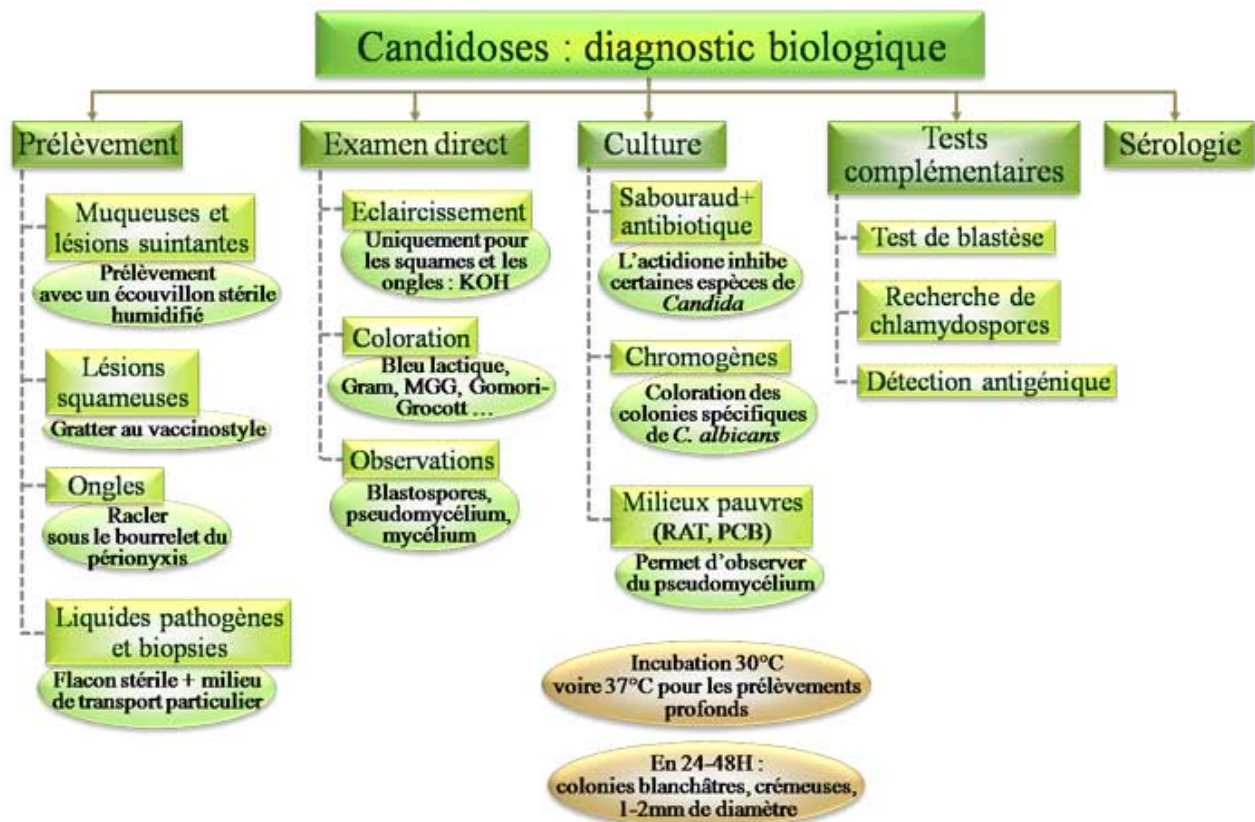 Candidoses : diagnostic biologique
Prélèvement
Muqueuses et
lésions suintantes
Prélèvement
avec un écouvillon stérile
humidifié
Lésions
squameuses
Gratter au vaccinostyle
Ongles
Racler
sous le bourrelet du
périonyxis
Liquides pathogènes
et biopsies
Flacon stérile + milieu
de transport particulier
Examen direct
Eclaircissement
Uniquement pour
les squames et les
ongles : KOH
Coloration
Bleu lactique,
Gram, MGG, Gomori-
Grocott ...
Observations
Blastospores,
pseudomycélium,
mycélium
Culture
Sabouraud+
antibiotique
L'actidione inhibe
certaines espèces de
Candida
Chromogènes
Coloration des
colonies spécifiques
de C. albicans
Milieux pauvres
(RAT, PCB)
Permet d'observer
du pseudomycélium
Incubation 30°C
voire 37°C pour les prélèvements
profonds
En 24-48H :
colonies blanchâtres, crémeuses,
1-2mm de diamètre
Tests
complémentaires
Test de blastèse
Recherche de
chlamydospores
Détection antigénique
Sérologie